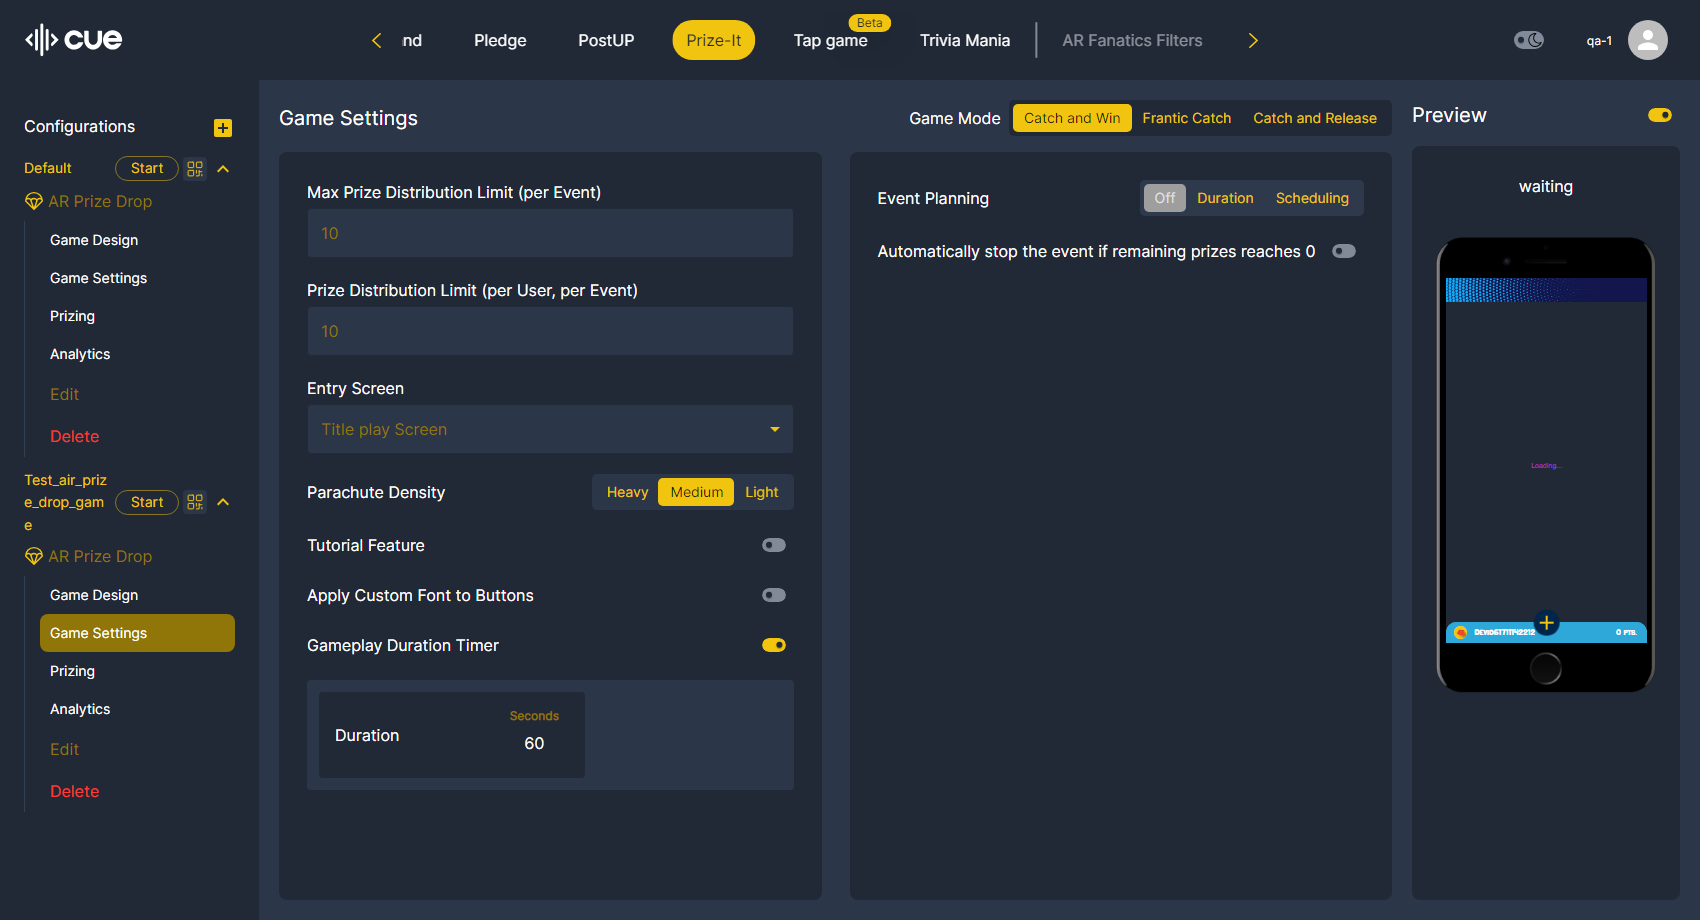 cue
nd
Pledge
PostUP
Prize-It
Beta
Tap game
Trivia Mania
AR Fanatics Filters
qa-1
Configurations
Default
Start
AR Prize Drop
Game Design
Game Settings
Prizing
Analytics
Edit
Delete
Test_air_priz
e_drop_gam
e
Start
AR Prize Drop
Game Design
Game Settings
Prizing
Analytics
Edit
Delete
Game Settings
Game Mode
Catch and Win
Frantic Catch
Catch and Release
Max Prize Distribution Limit (per Event)
10
Prize Distribution Limit (per User, per Event)
10
Entry Screen
Title play Screen
Parachute Density
Heavy
Medium
Light
Tutorial Feature
Apply Custom Font to Buttons
Gameplay Duration Timer
Duration
Seconds
60
Event Planning
Off
Duration
Scheduling
Automatically stop the event if remaining prizes reaches 0
Preview
waiting
Loading...
0 PTS.